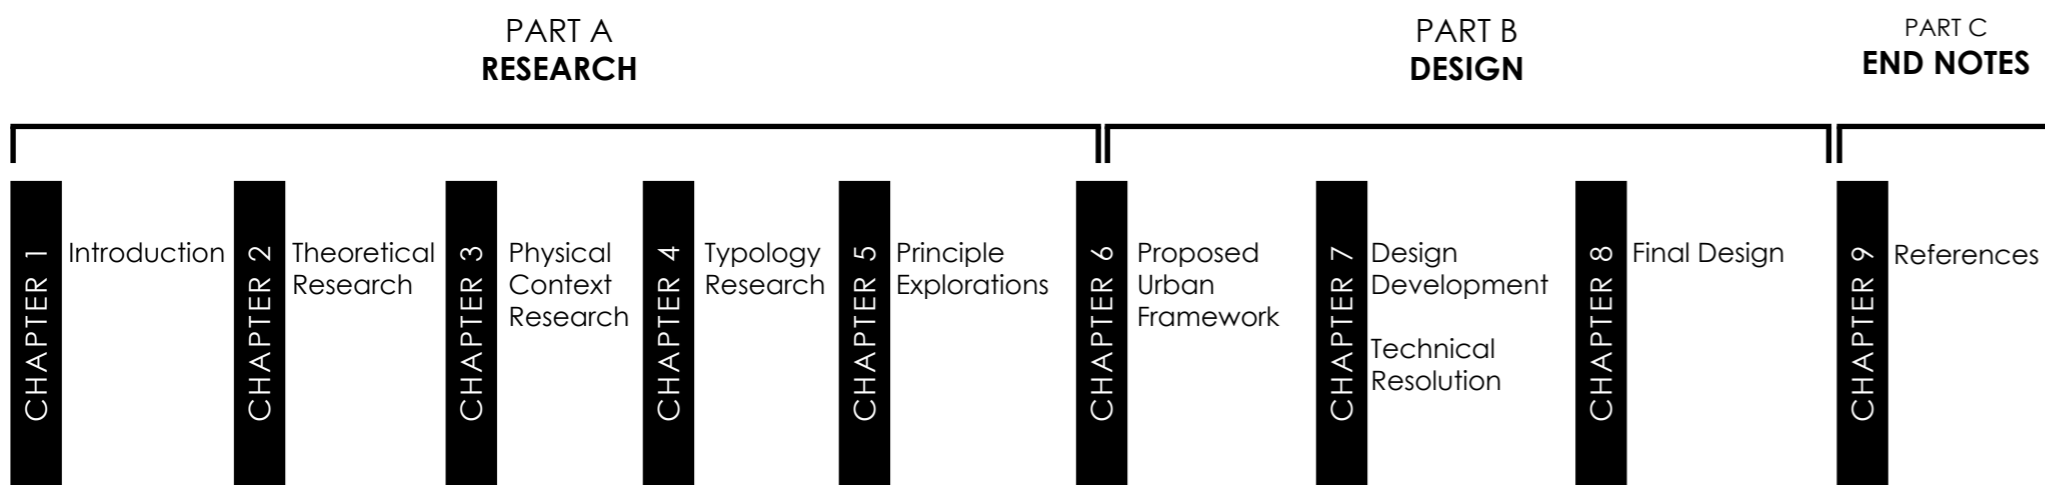 PART A
RESEARCH
PART B
DESIGN
PART C
END NOTES
CHAPTER 1
Introduction
CHAPTER 2
Theoretical
Research
CHAPTER 3
Physical
Context
Research
CHAPTER 4
Typology
Research
CHAPTER 5
Principle
Explorations
CHAPTER 6
Proposed
Urban
Framework
CHAPTER 7
Design
Development
Technical
Resolution
CHAPTER 8
Final Design
CHAPTER 9
References